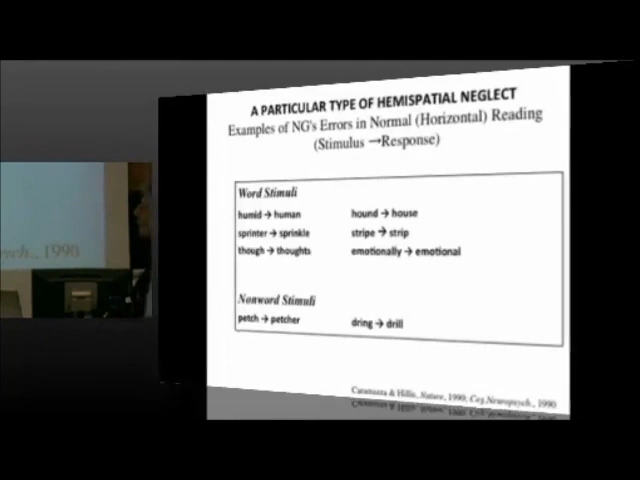 A PARTICULAR TYPE OF HEMISPATIAL NEGLECT
Examples of NG's Errors in Normal (Horizontal) Reading
(Stimulus →Response)
Word Stimuli
humid → human
hound → house
sprinter → sprinkle
stripe → strip
though → thoughts
emotionally → emotional
Nonword Stimuli
petch → petcher
dring → drill
Caramazza & Hillis, Nature, 1990; Cog.Neuropsych., 1990
ych., 1990